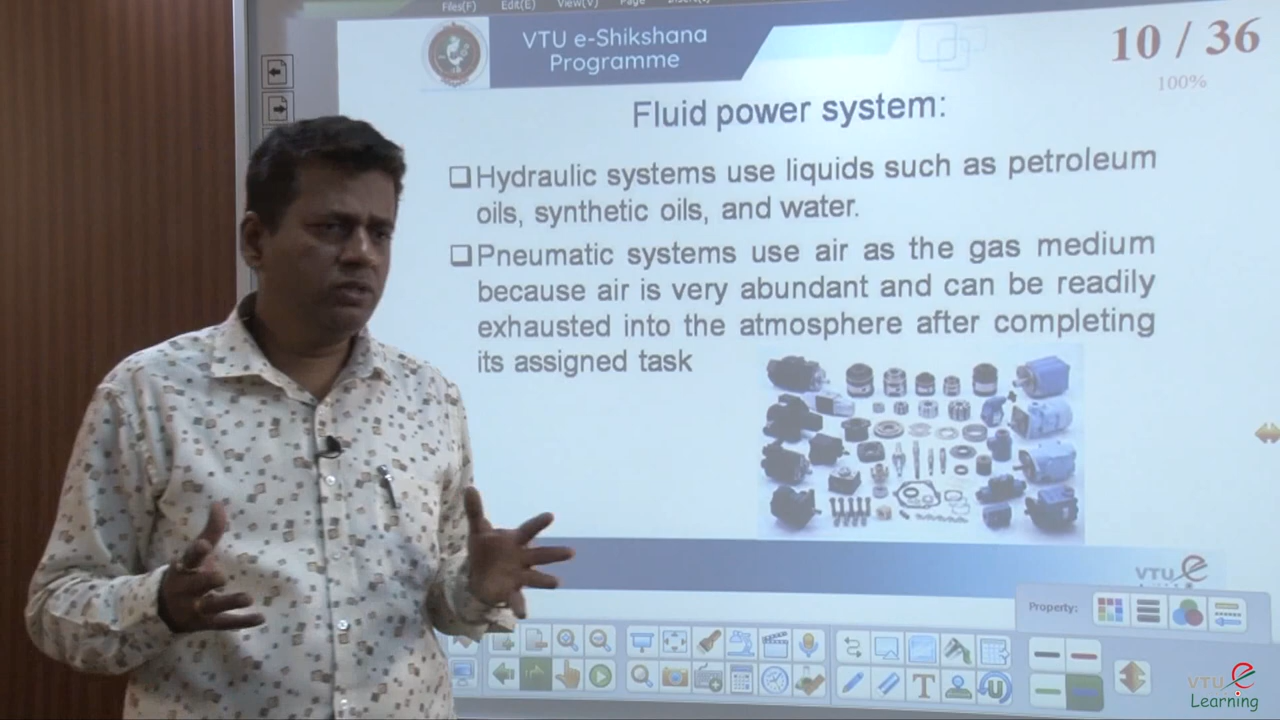 Files(F) Edit(E) View(V) Page
VTU e-Shikshana
Programme
10 / 36
100%
Fluid power system:
❑Hydraulic systems use liquids such as petroleum
oils, synthetic oils, and water.
❑Pneumatic systems use air as the gas medium
because air is very abundant and can be readily
exhausted into the atmosphere after completing
its assigned task
VTU e
Property:
T
VTU e
Learning